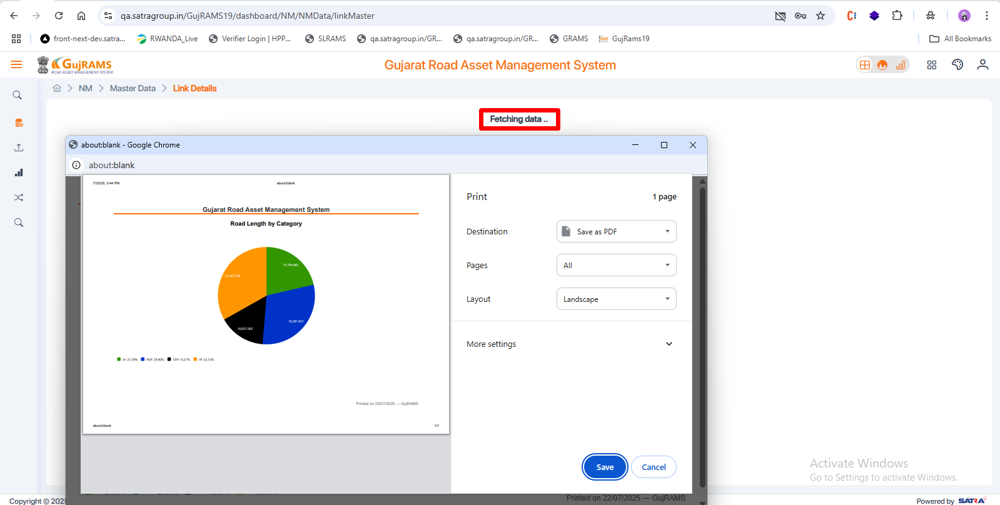 qa.satragroup.in/GujRAMS19/dashboard/NM/NMData/linkMaster
front-next-dev.satra...
RWANDA_Live
Verifier Login | HPP...
SLRAMS
qa.satragroup.in/GR...
qa.satragroup.in/GR...
GRAMS
GujRams19
All Bookmarks
GujRAMS
ROAD ASSET MANAGEMENT SYSTEM
Gujarat Road Asset Management System
NM
Master Data
Link Details
Fetching data ..
about:blank - Google Chrome
about:blank
7/22/25, 3:44 PM
about:blank
Gujarat Road Asset Management System
Road Length by Category
13,794.465
21,363.784
19,281.921
10,037.902
SH 21.39%
MDR 29.90%
ODR 15.57%
VR 33.13%
Printed on 22/07/2025 — GujRAMS
about:blank
1/1
Print
1 page
Destination
Save as PDF
Pages
All
Layout
Landscape
More settings
Save
Cancel
Activate Windows
Go to Settings to activate Windows.
Printed on 22/07/2025 — GujRAMS
Copyright © 2025
Powered by SATRA